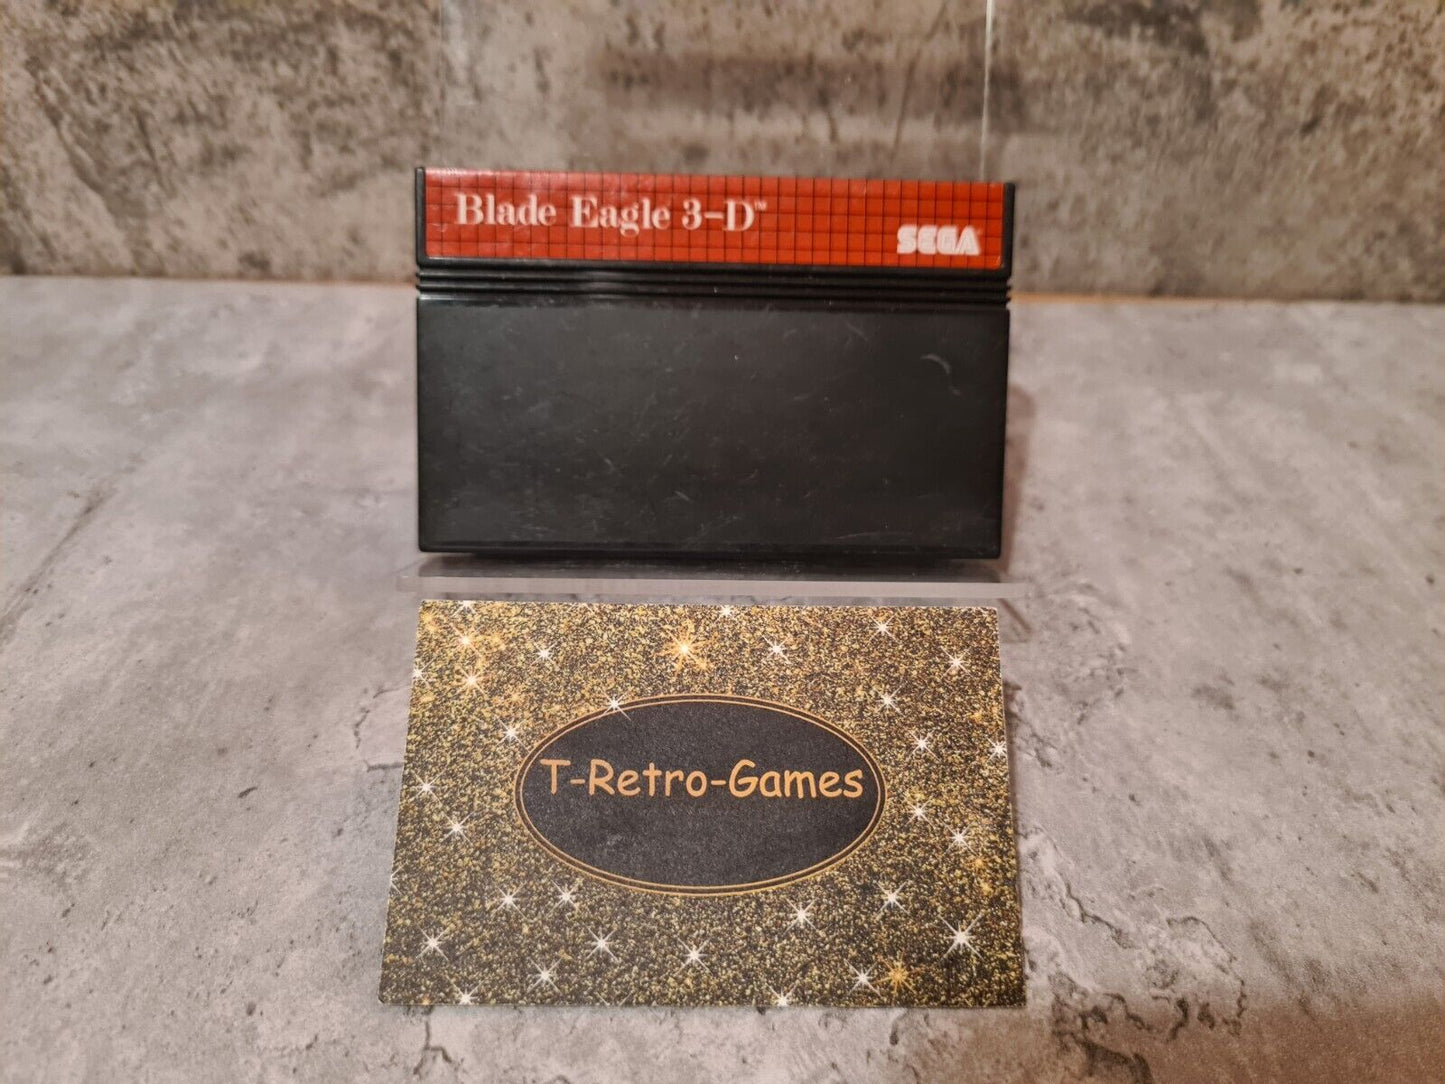 Blade Eagle 3-D™
SEGA
T-Retro-Games